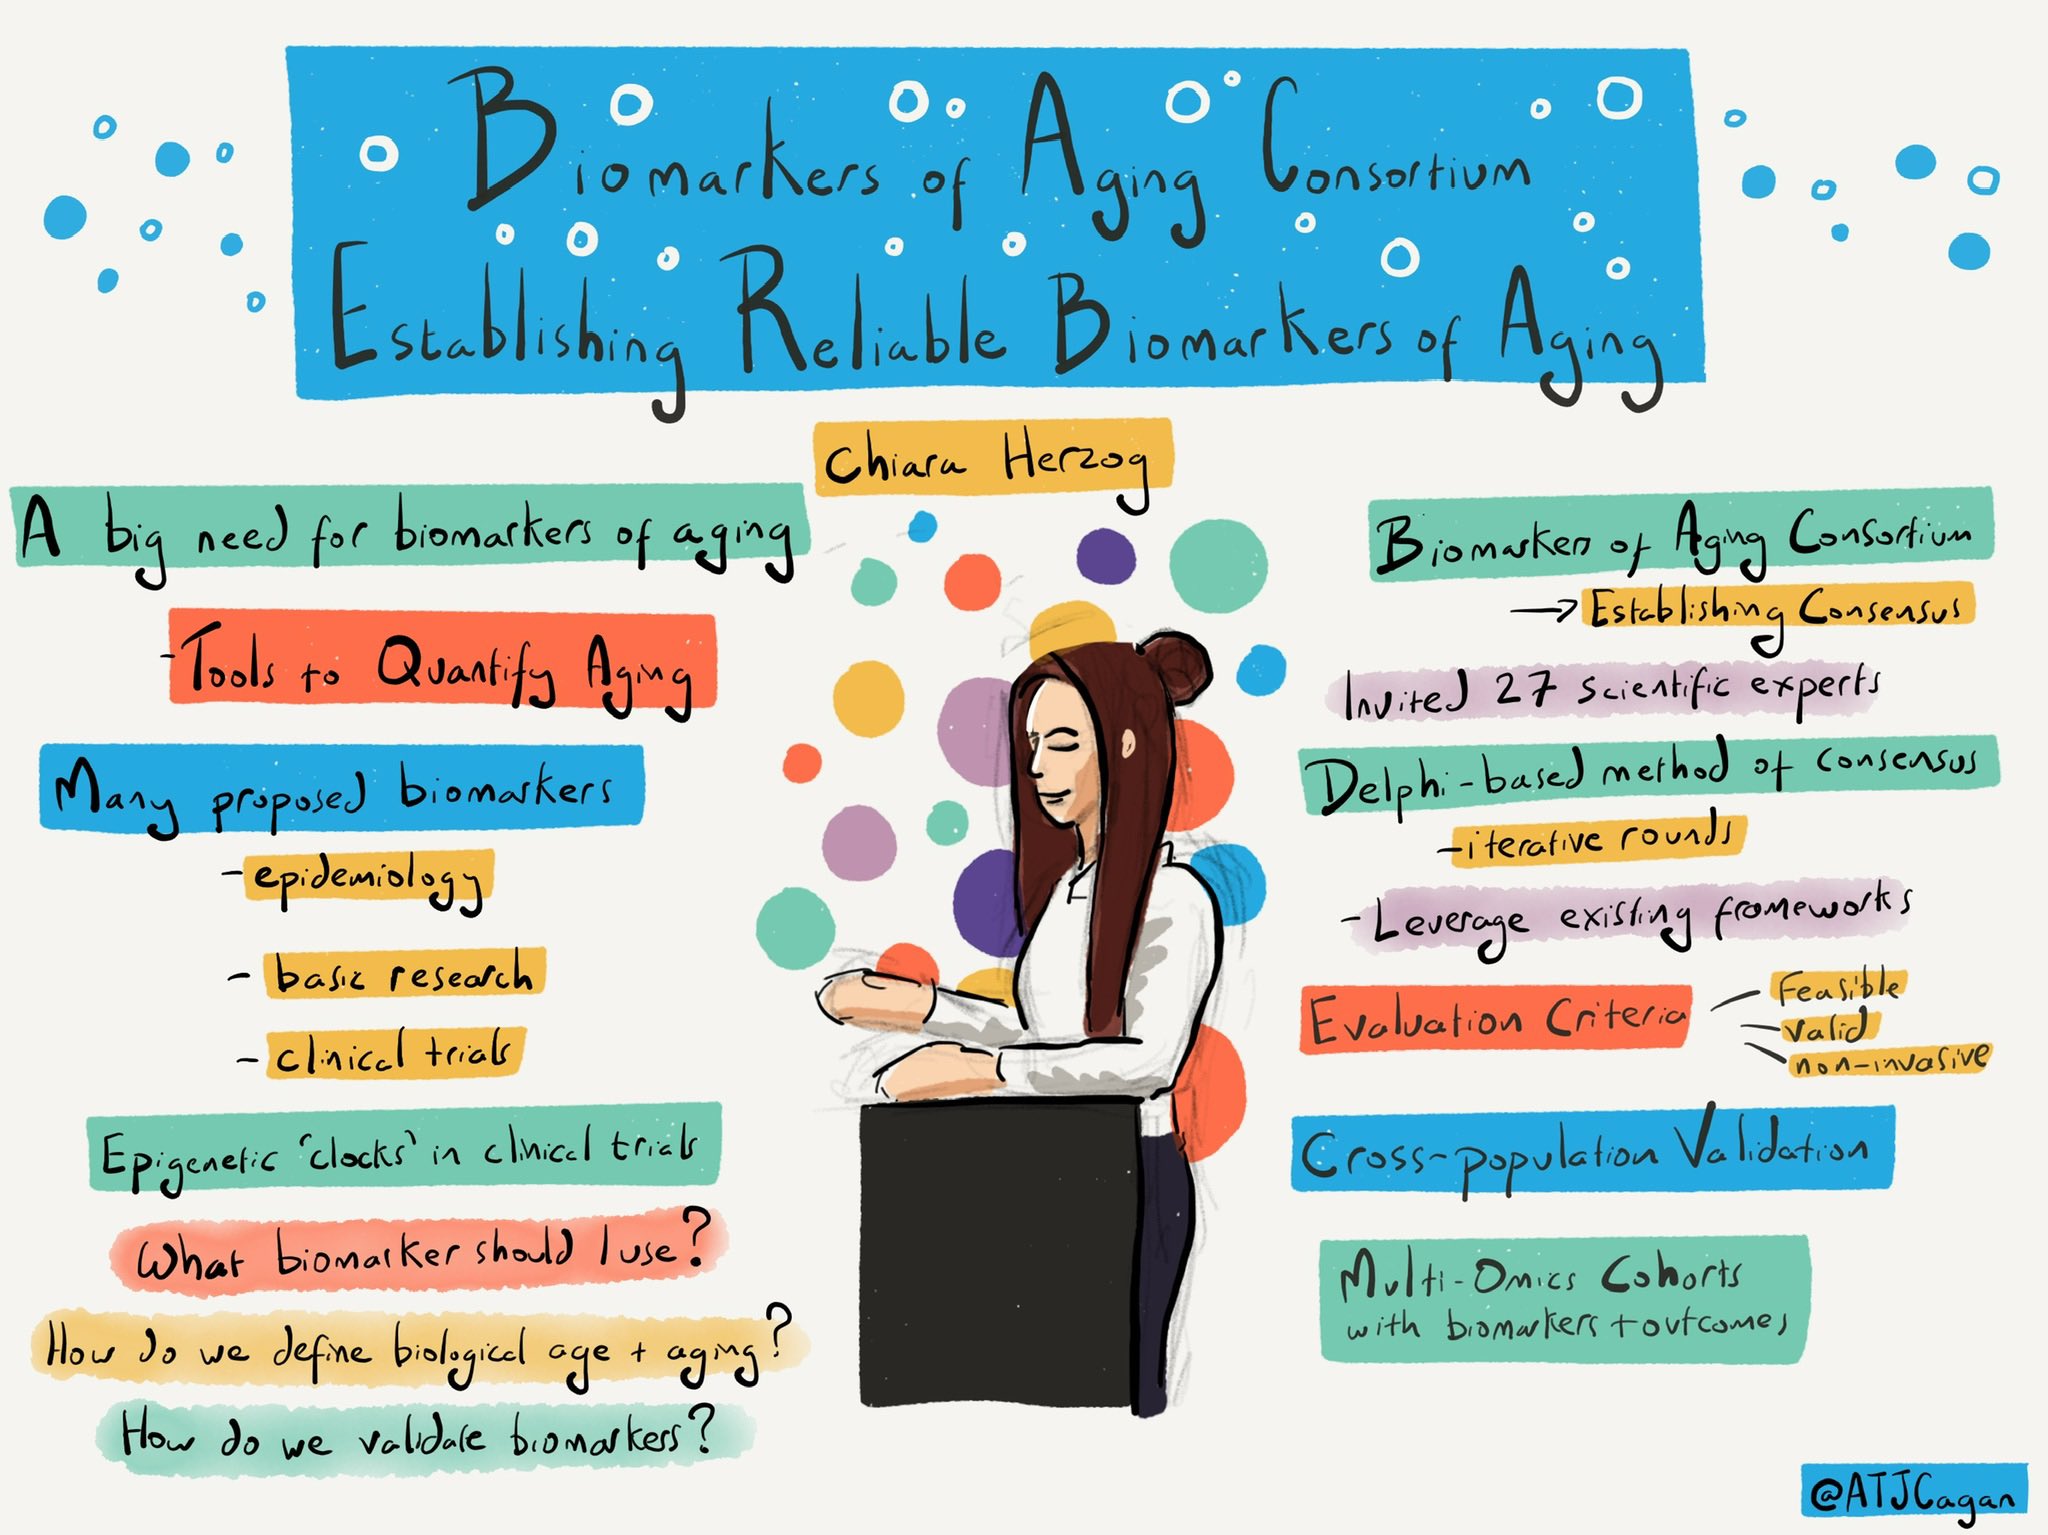 Biomarkers of Aging Consortium
Establishing Reliable Biomarkers of Aging
Chiara Herzog
A big need for biomarkers of aging
- Tools to Quantify Aging
Many proposed biomarkers
- epidemiology
- basic research
- clinical trials
Epigenetic 'clocks' in clinical trials
What biomarker should I use?
How do we define biological age + aging?
How do we validate biomarkers?
Biomarkers of Aging Consortium
→ Establishing Consensus
Invited 27 scientific experts
Delphi-based method of consensus
- iterative rounds
- Leverage existing frameworks
Evaluation Criteria
Feasible
valid
non-invasive
Cross-population Validation
Multi-Omics Cohorts
with biomarkers + outcomes
@ATJCagan